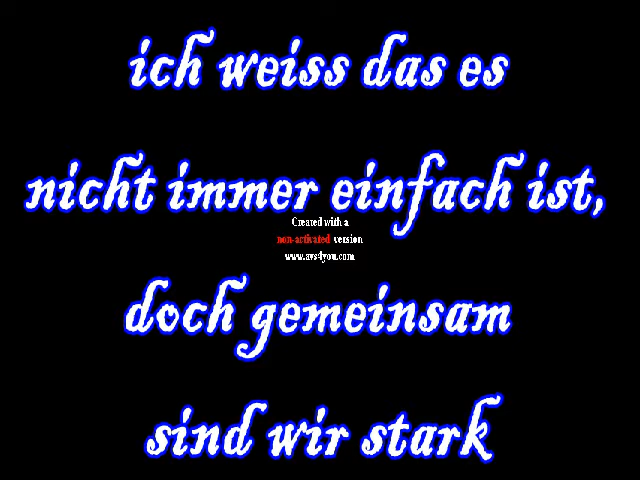 ich weiss das es
nicht immer einfach ist,
Created with a
non-activated version
www.avs4you.com
doch gemeinsam
sind wir stark